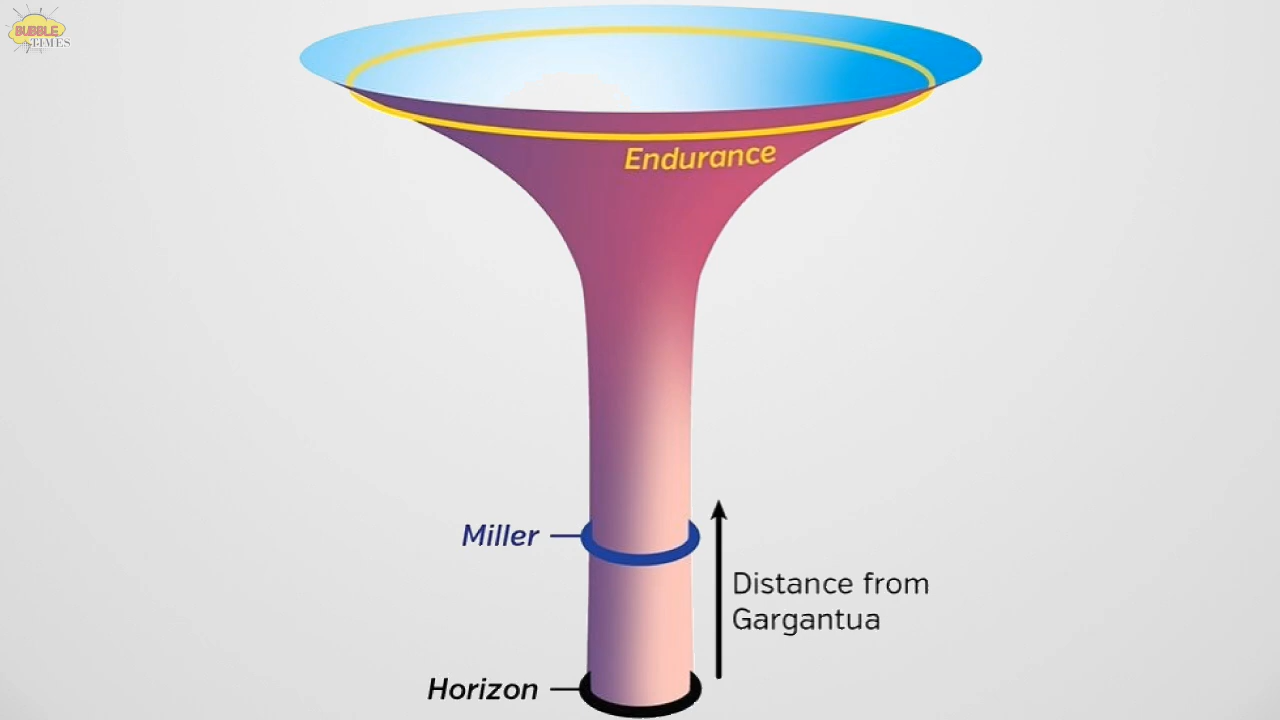 BUBBLE
TIMES
Endurance
Miller
Distance from
Gargantua
Horizon